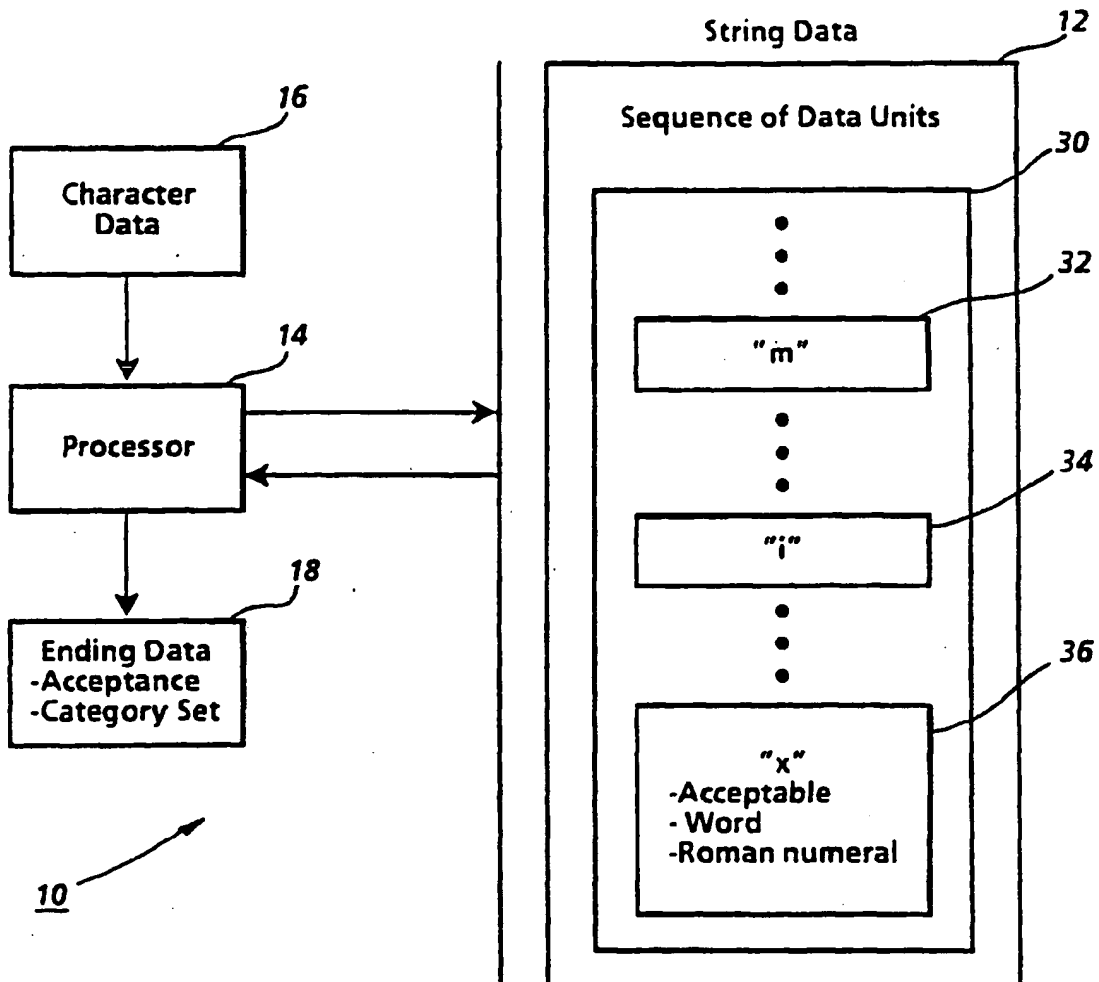 String Data
12
Sequence of Data Units
16
30
Character
Data
32
"m"
14
Processor
34
"i"
18
Ending Data
-Acceptance
-Category Set
36
"x"
-Acceptable
- Word
-Roman numeral
10